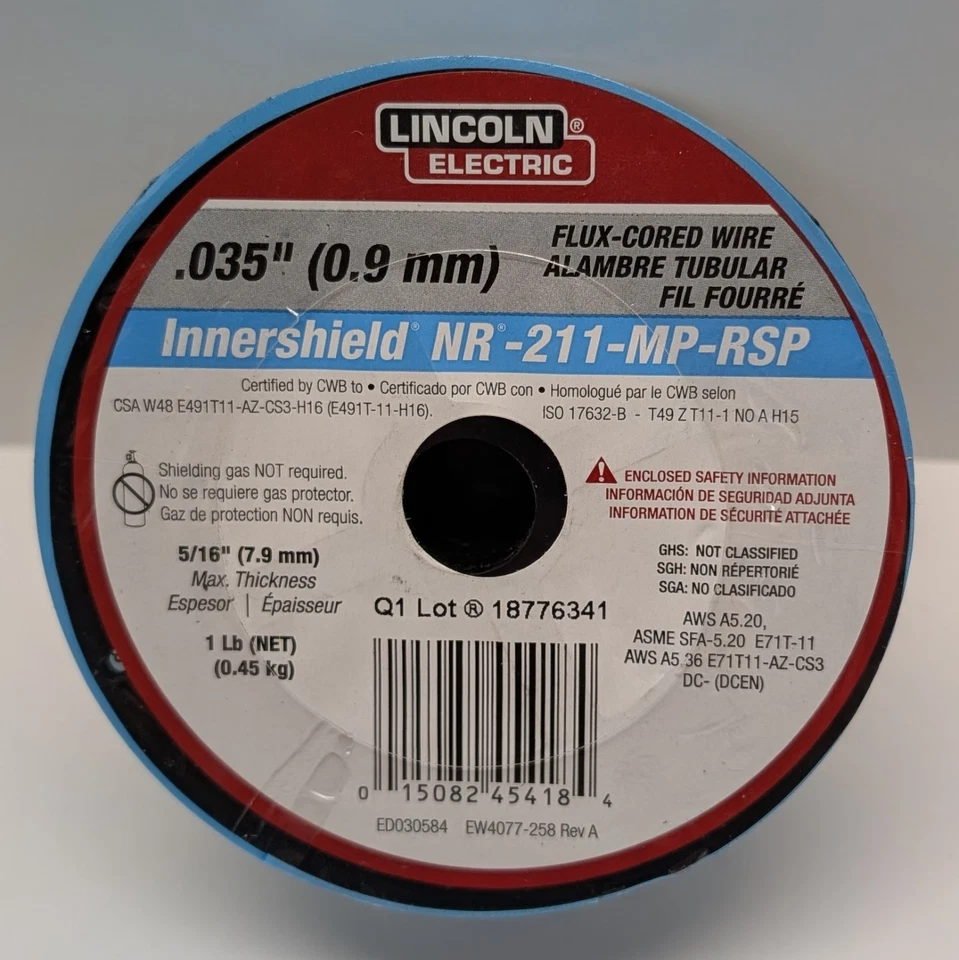 LINCOLN ®
ELECTRIC
.035" (0.9 mm)
FLUX-CORED WIRE
ALAMBRE TUBULAR
FIL FOURRÉ
Innershield® NR®-211-MP-RSP
Certified by CWB to • Certificado por CWB con • Homologué par le CWB selon
CSA W48 E491T11-AZ-CS3-H16 (E491T-11-H16). ISO 17632-B - T49 Z T11-1 NO A H15
Shielding gas NOT required.
No se requiere gas protector.
Gaz de protection NON requis.
ENCLOSED SAFETY INFORMATION
INFORMACIÓN DE SEGURIDAD ADJUNTA
INFORMATION DE SÉCURITÉ ATTACHÉE
5/16" (7.9 mm)
Max. Thickness
Espesor | Épaisseur
1 Lb (NET)
(0.45 kg)
GHS: NOT CLASSIFIED
SGH: NON RÉPERTORIÉ
SGA: NO CLASIFICADO
Q1 Lot ® 18776341
AWS A5.20,
ASME SFA-5.20 E71T-11
AWS A5.36 E71T11-AZ-CS3
DC- (DCEN)
0 15082 45418 4
ED030584 EW4077-258 Rev A